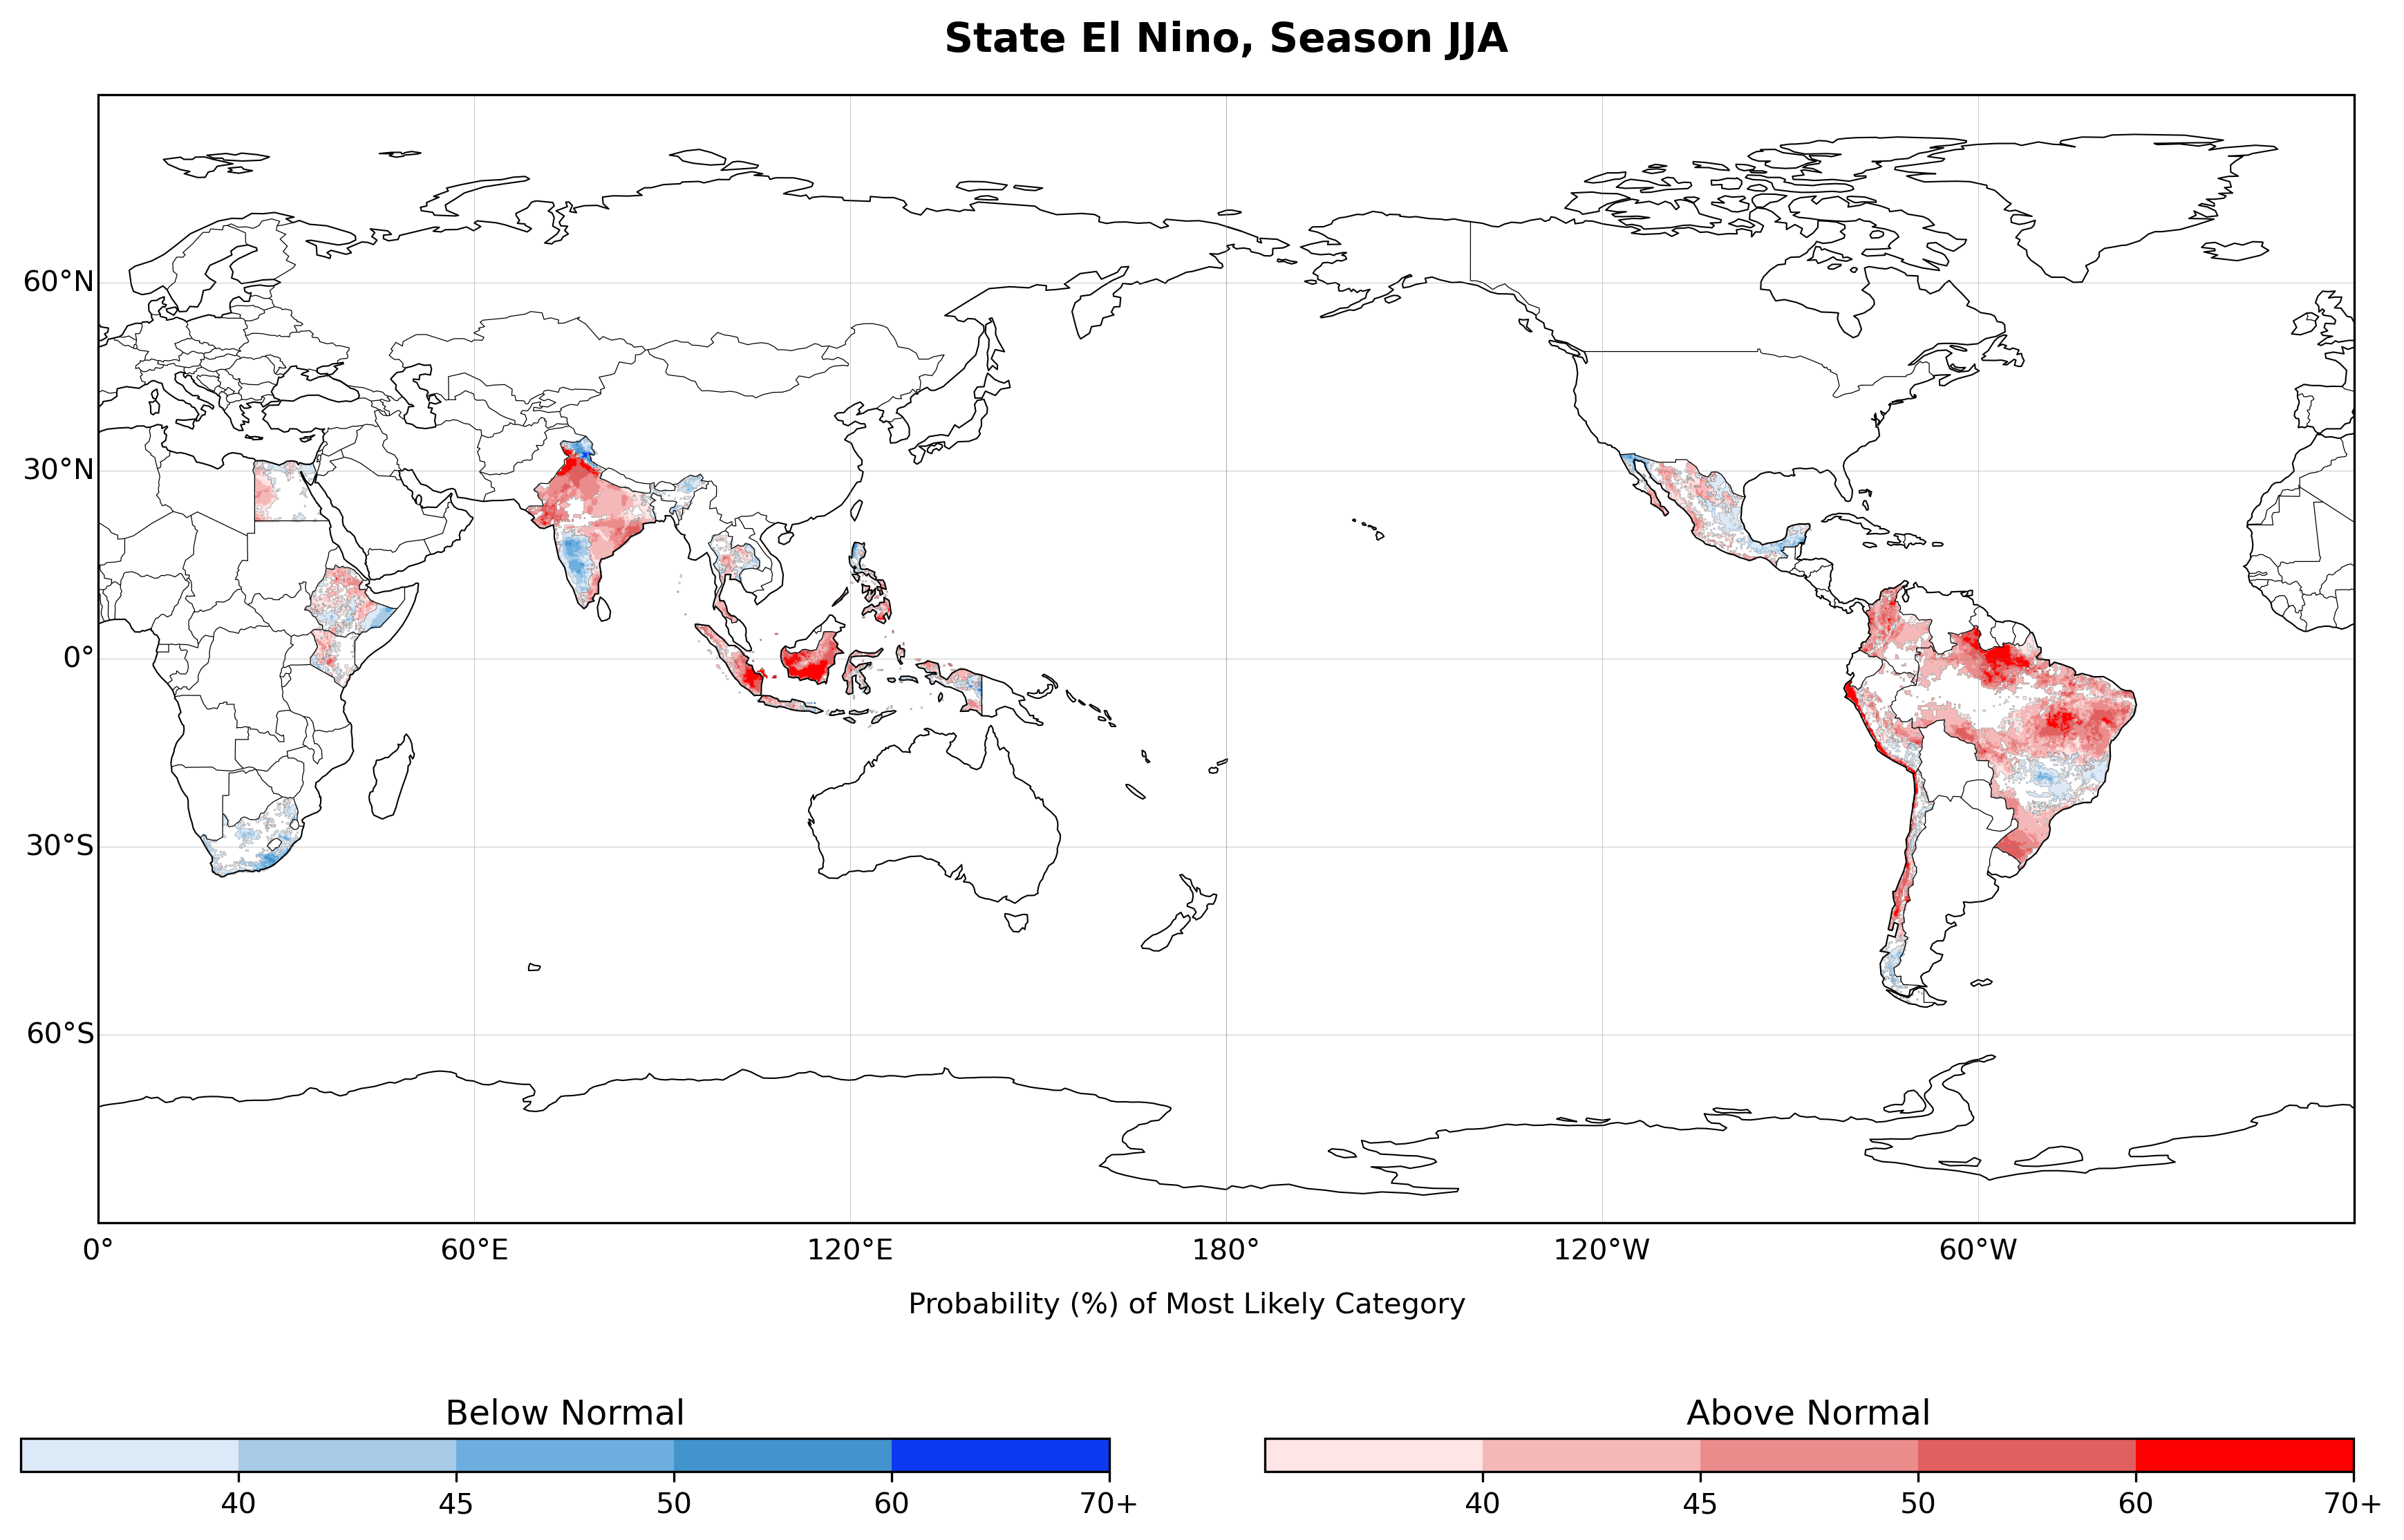 State El Nino, Season JJA
60°N
30°N
0°
30°S
60°S
0° 60°E 120°E 180° 120°W 60°W
Probability (%) of Most Likely Category
Below Normal
40 45 50 60 70+
Above Normal
40 45 50 60 70+